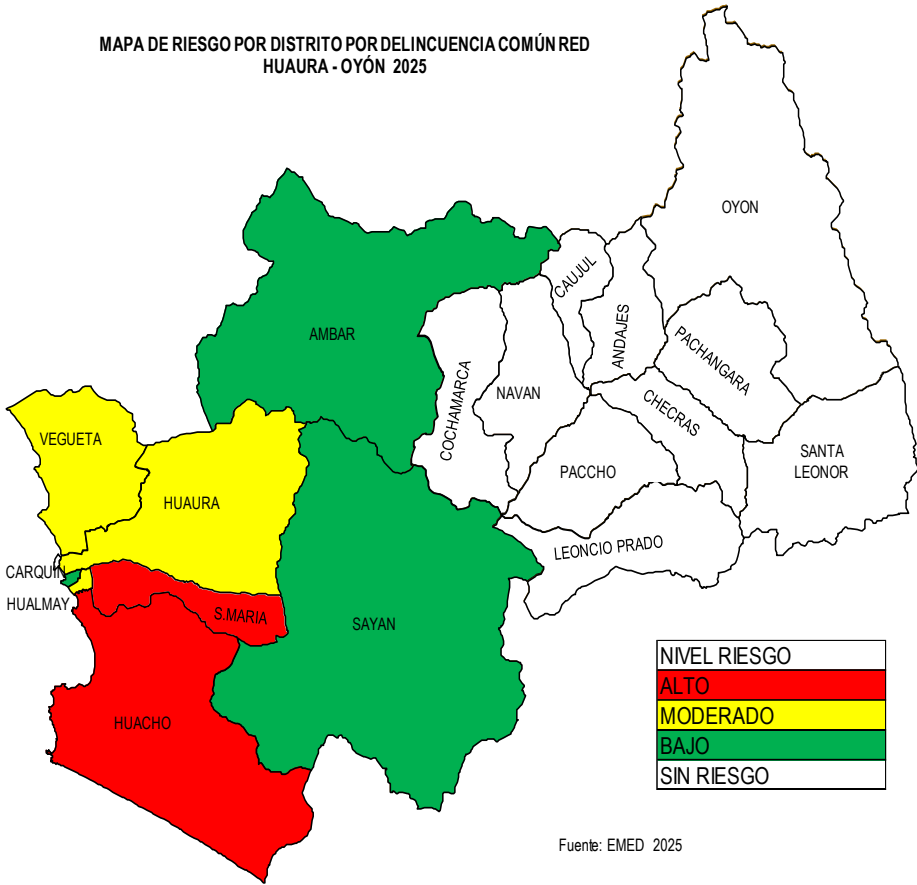 MAPA DE RIESGO POR DISTRITO POR DELINCUENCIA COMÚN RED
HUAURA - OYÓN 2025
OYON
CAUJUL
ANDAJES
AMBAR
PACHANGARA
COCHAMARCA
NAVAN
CHECRAS
VEGUETA
SANTA
LEONOR
PACCHO
HUAURA
LEONCIO PRADO
CARQUIN
HUALMAY
S.MARIA
SAYAN
HUACHO
NIVEL RIESGO
ALTO
MODERADO
BAJO
SIN RIESGO
Fuente: EMED 2025